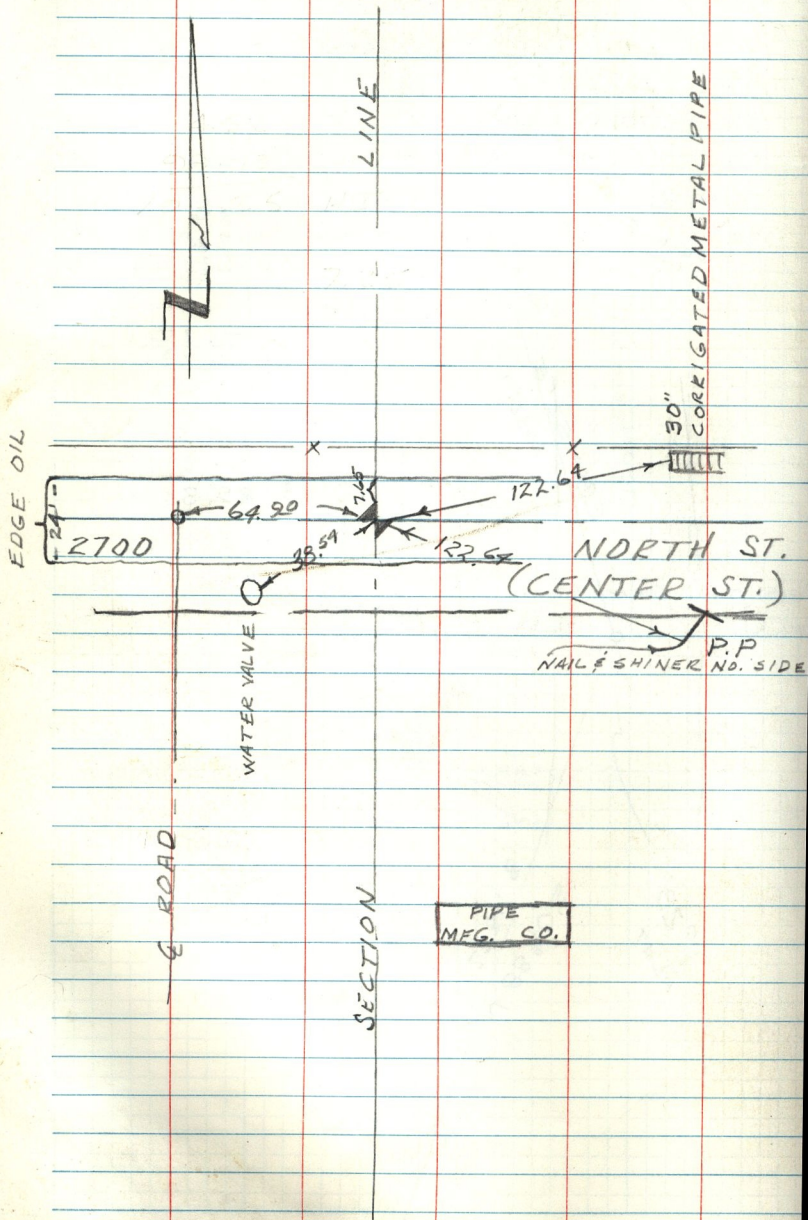 LINE
CORRIGATED METAL PIPE
30"
EDGE OIL
N
x x
24'
7.65
64.90
122.64
2700
38.54
122.64
NORTH ST.
(CENTER ST.)
P.P
NAIL & SHINER NO. SIDE
WATER VALVE
℄ ROAD
SECTION
PIPE
MFG. CO.